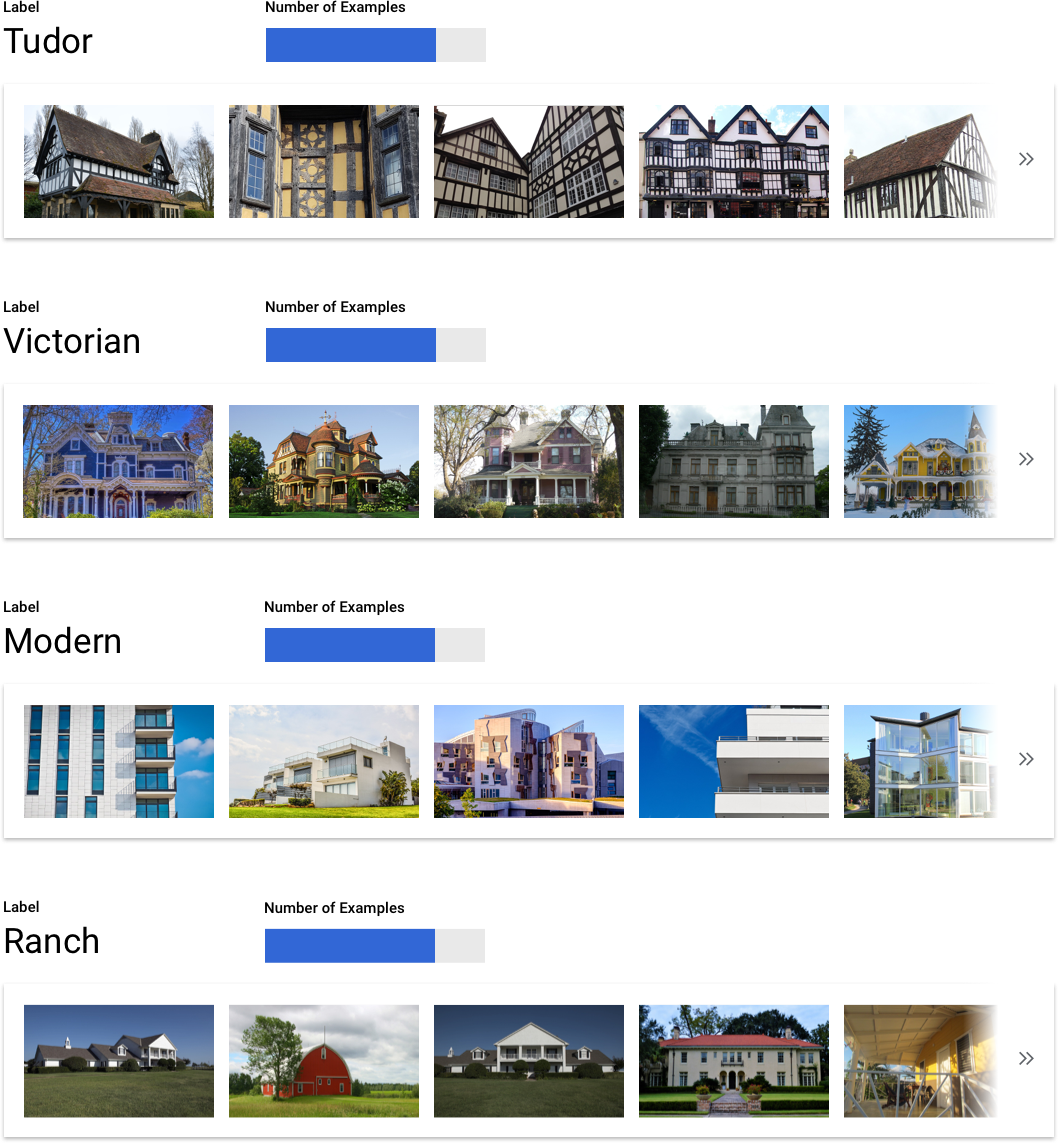 Label
Number of Examples
Tudor
Label
Number of Examples
Victorian
Label
Number of Examples
Modern
Label
Number of Examples
Ranch